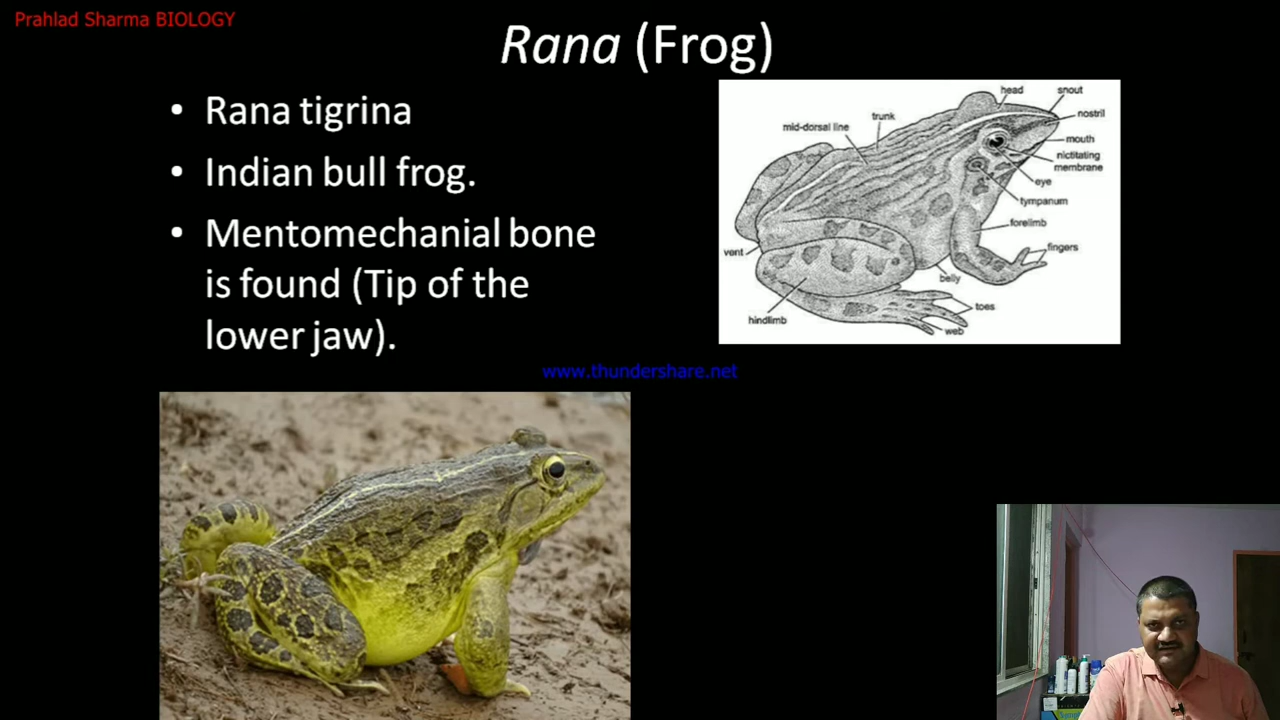 Prahlad Sharma BIOLOGY
Rana (Frog)
• Rana tigrina
• Indian bull frog.
• Mentomechanial bone
is found (Tip of the
lower jaw).
head
snout
nostril
trunk
mid-dorsal line
mouth
nictitating
membrane
eye
tympanum
forelimb
fingers
vent
belly
toes
hindlimb
web
www.thundershare.net